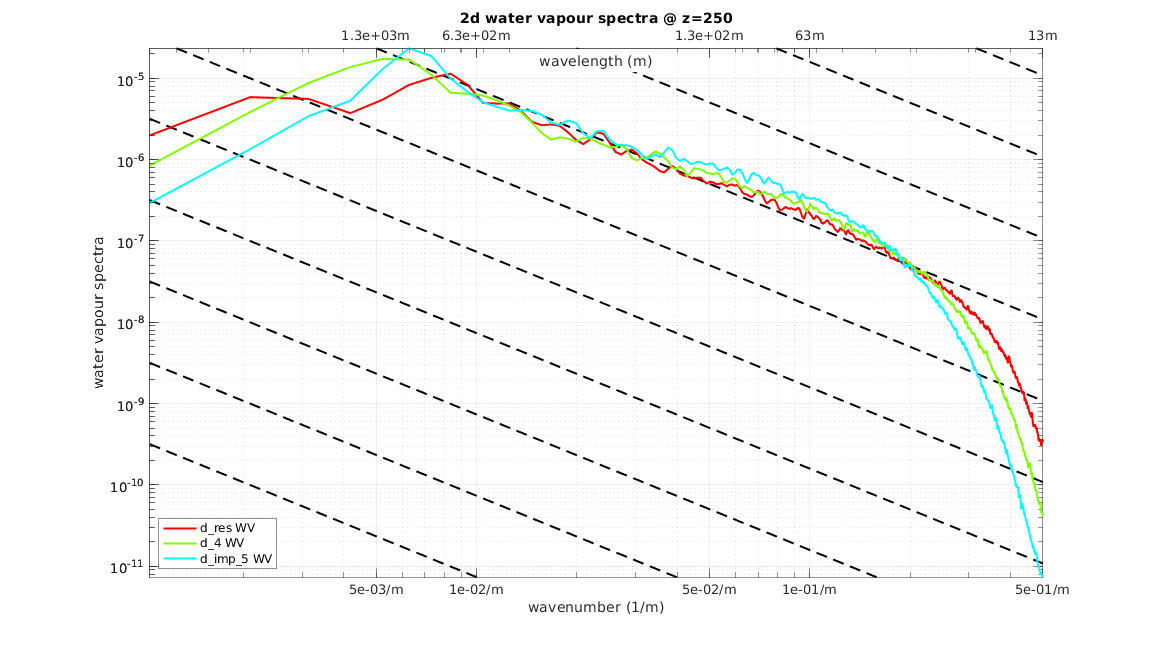 2d water vapour spectra @ z=250
1.3e+03m 6.3e+02m 1.3e+02m 63m 13m
wavelength (m)
10-5
10-6
10-7
10-8
10-9
10-10
10-11
water vapour spectra
d_res WV
d_4 WV
d_imp_5 WV
5e-03/m 1e-02/m 5e-02/m 1e-01/m 5e-01/m
wavenumber (1/m)